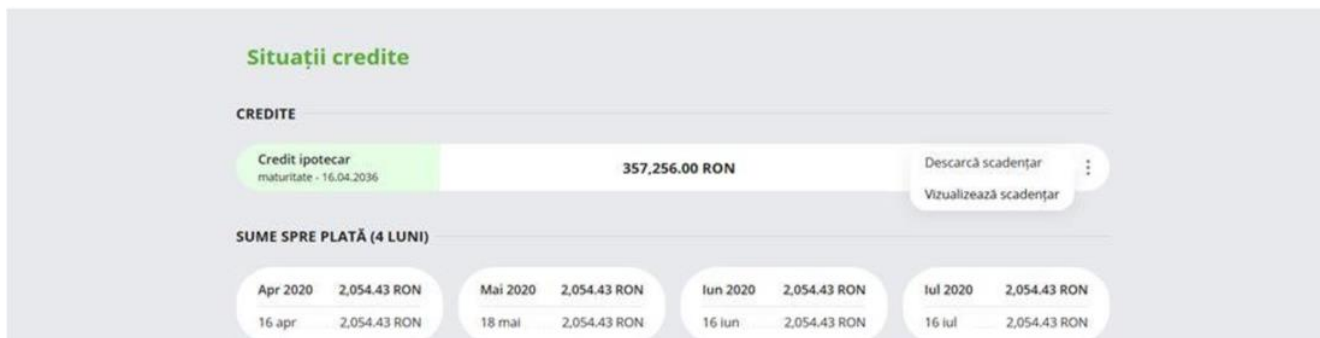 Situații credite
CREDITE
Credit ipotecar
maturitate - 16.04.2036
357,256.00 RON
Descarcă scadențar
Vizualizează scadențar
SUME SPRE PLATĂ (4 LUNI)
Apr 2020 2,054.43 RON
16 apr 2,054.43 RON
Mai 2020 2,054.43 RON
18 mai 2,054.43 RON
Iun 2020 2,054.43 RON
16 iun 2,054.43 RON
Iul 2020 2,054.43 RON
16 iul 2,054.43 RON